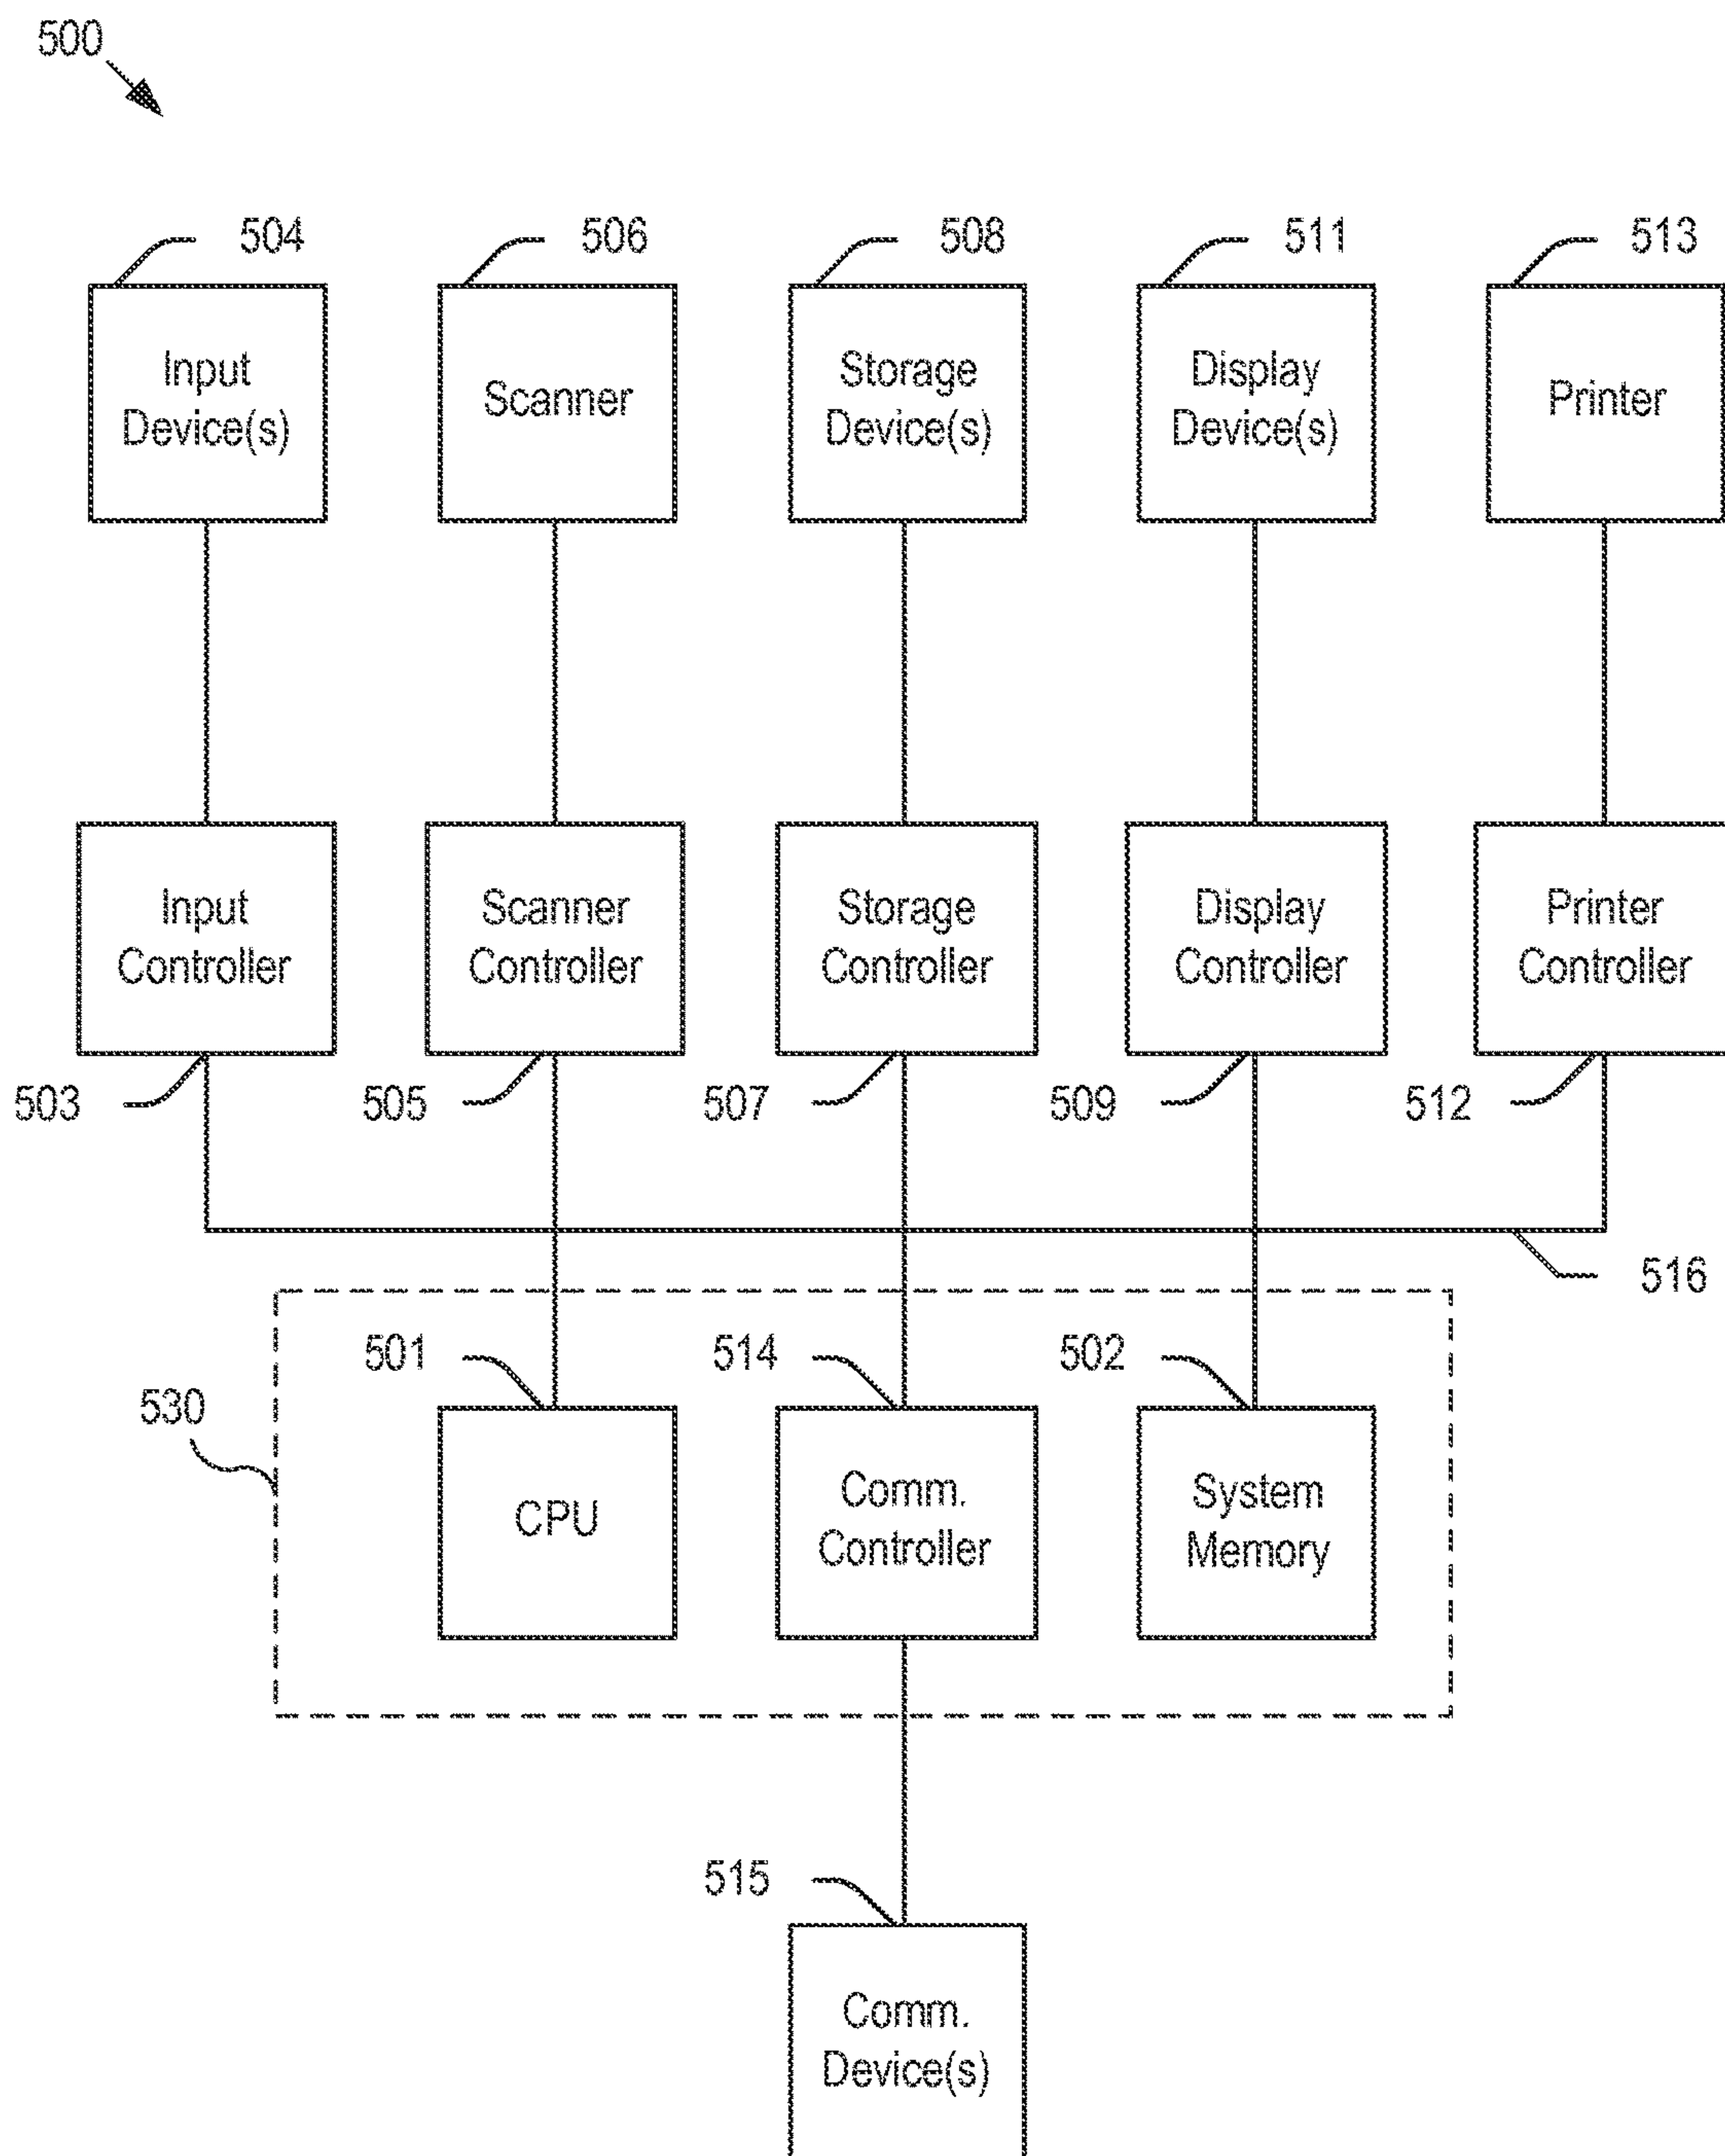 500
504
506
508
511
513
Input
Device(s)
Scanner
Storage
Device(s)
Display
Device(s)
Printer
Input
Controller
Scanner
Controller
Storage
Controller
Display
Controller
Printer
Controller
503
505
507
509
512
516
501
514
502
530
CPU
Comm.
Controller
System
Memory
515
Comm.
Device(s)